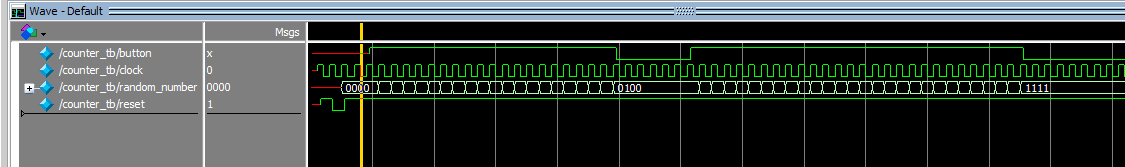 Wave - Default
Msgs
/counter_tb/button x
/counter_tb/clock 0
/counter_tb/random_number 0000 0000 0100 1111
/counter_tb/reset 1